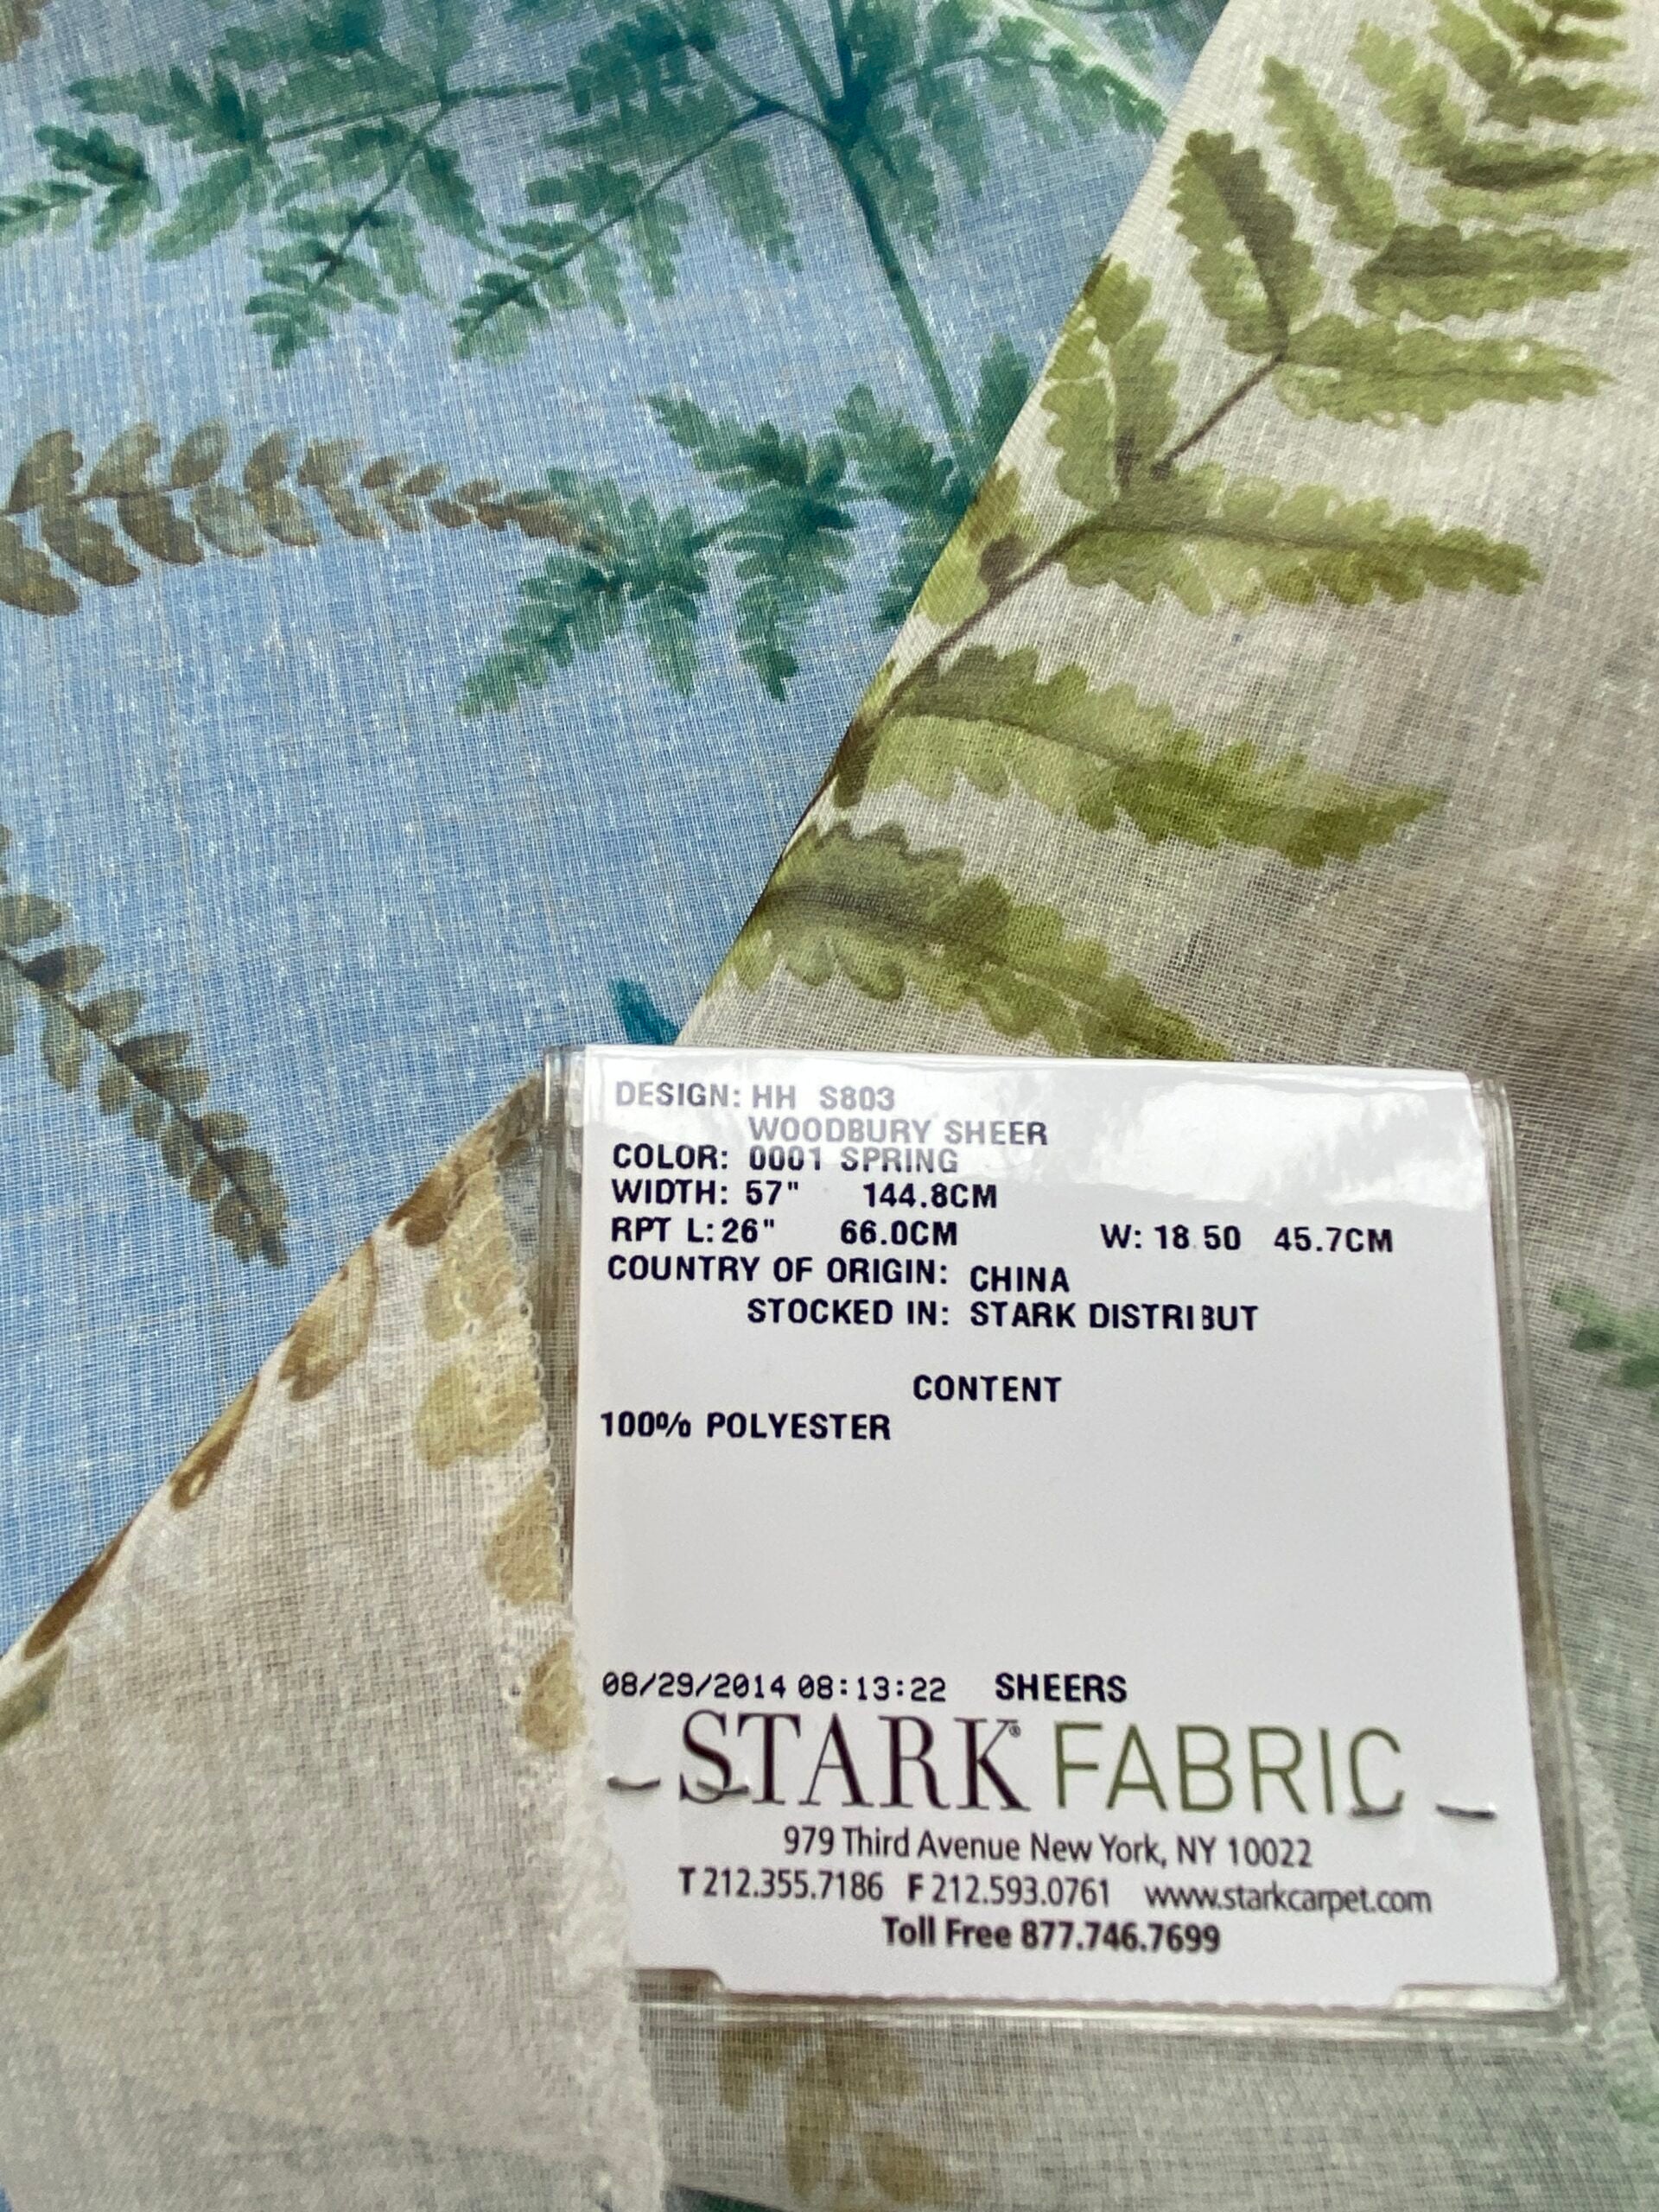 DESIGN: HH S803
WOODBURY SHEER
COLOR: 0001 SPRING
WIDTH: 57" 144.8CM
RPT L: 26" 66.0CM W: 18.50 45.7CM
COUNTRY OF ORIGIN: CHINA
STOCKED IN: STARK DISTRIBUT
CONTENT
100% POLYESTER
08/29/2014 08:13:22 SHEERS
STARK® FABRIC
979 Third Avenue New York, NY 10022
T 212.355.7186 F 212.593.0761 www.starkcarpet.com
Toll Free 877.746.7699